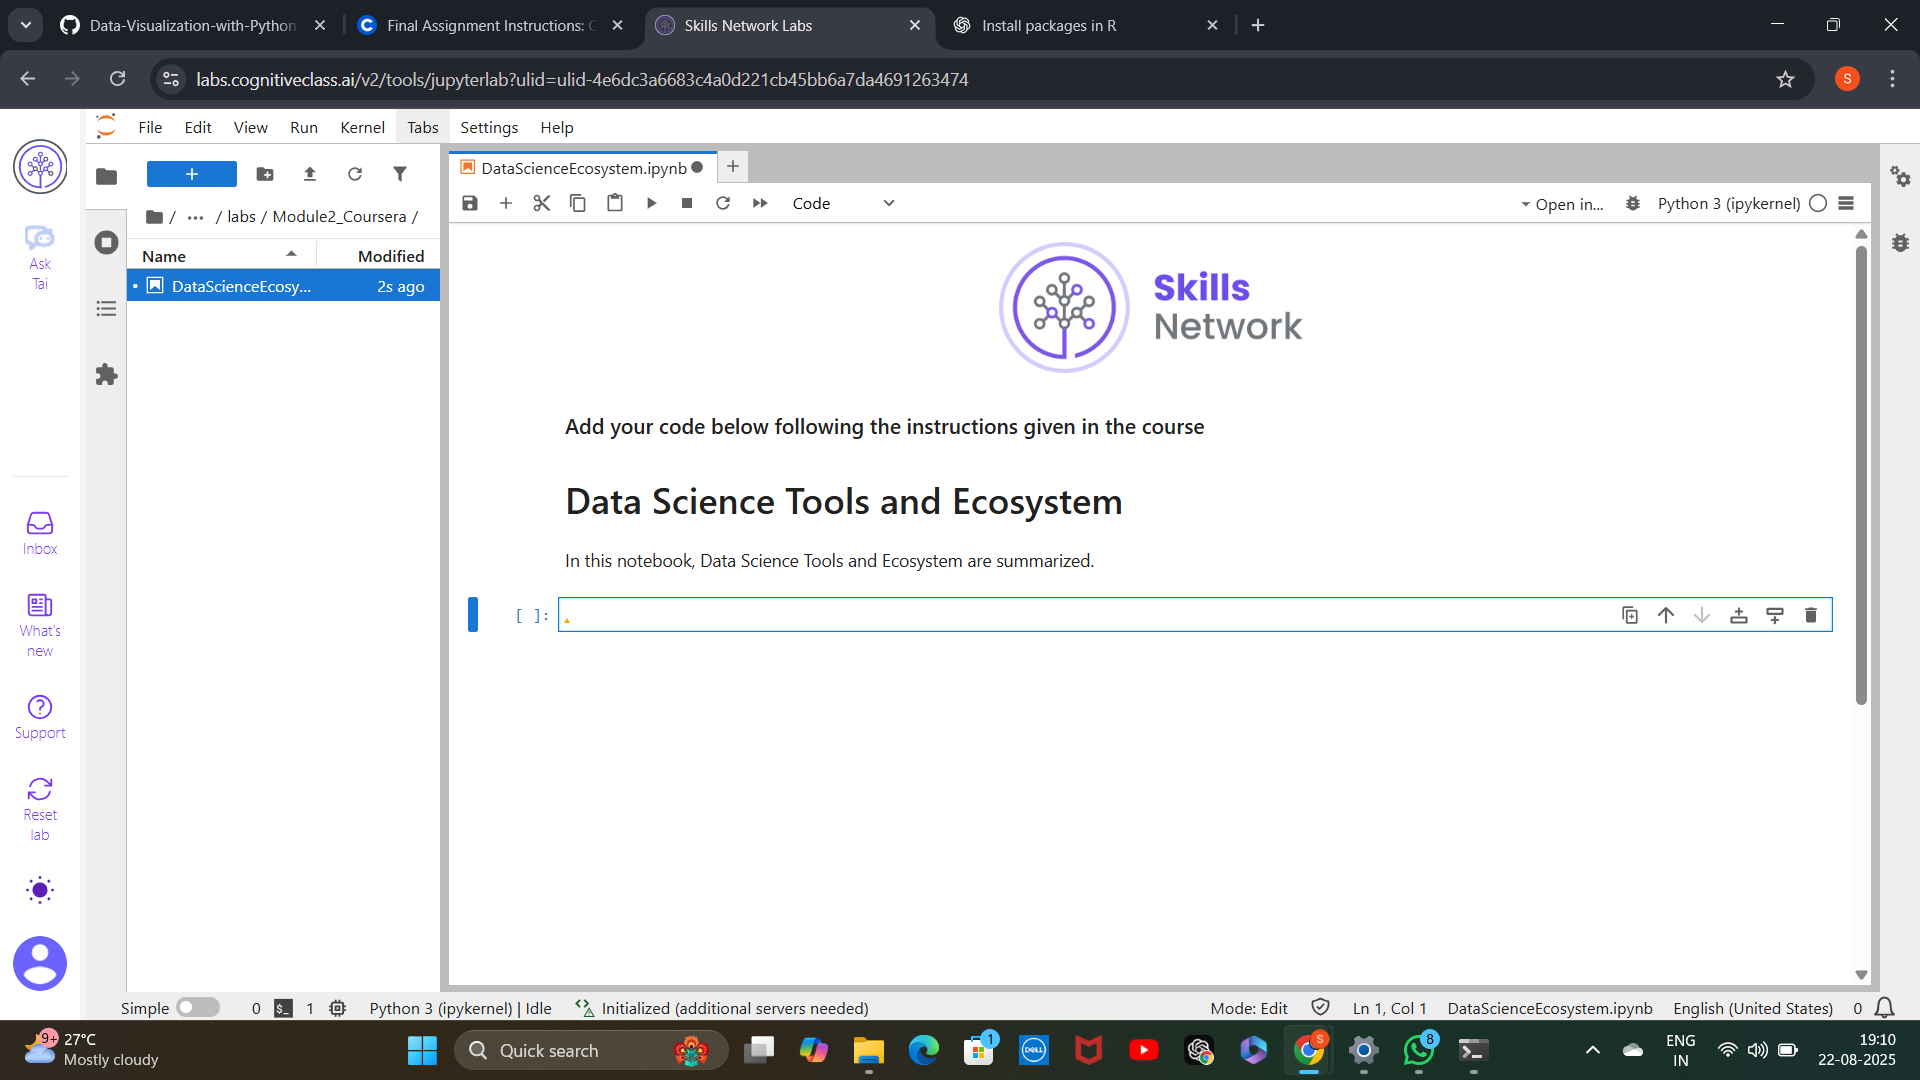 Data-Visualization-with-Python
Final Assignment Instructions: C
Skills Network Labs
Install packages in R
labs.cognitiveclass.ai/v2/tools/jupyterlab?ulid=ulid-4e6dc3a6683c4a0d221cb45bb6a7da4691263474
S
File Edit View Run Kernel Tabs Settings Help
Ask
Tai
Inbox
What's
new
Support
Reset
lab
/ ... / labs / Module2_Coursera /
Name Modified
DataScienceEcosy... 2s ago
DataScienceEcosystem.ipynb
Code
Open in...
Python 3 (ipykernel)
Skills
Network
Add your code below following the instructions given in the course
Data Science Tools and Ecosystem
In this notebook, Data Science Tools and Ecosystem are summarized.
[ ]:
Simple 0 $_ 1 Python 3 (ipykernel) | Idle Initialized (additional servers needed) Mode: Edit Ln 1, Col 1 DataScienceEcosystem.ipynb English (United States) 0
9+
27°C
Mostly cloudy
Quick search
1
DELL
S
8
ENG
IN
19:10
22-08-2025